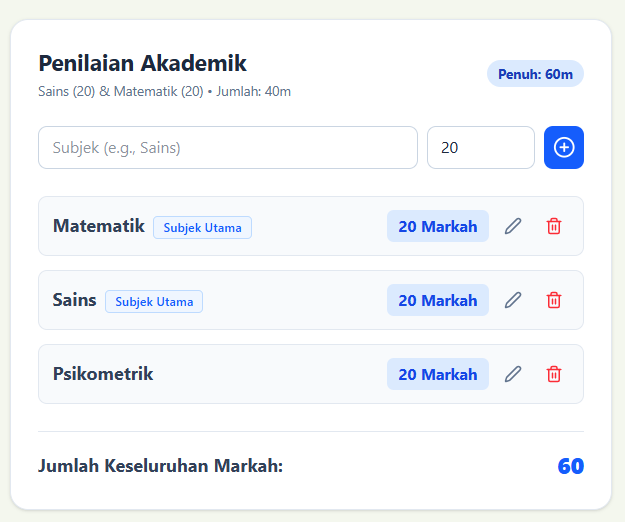 Penilaian Akademik
Sains (20) & Matematik (20) • Jumlah: 40m
Penuh: 60m
Subjek (e.g., Sains)
20
Matematik Subjek Utama 20 Markah
Sains Subjek Utama 20 Markah
Psikometrik 20 Markah
Jumlah Keseluruhan Markah: 60